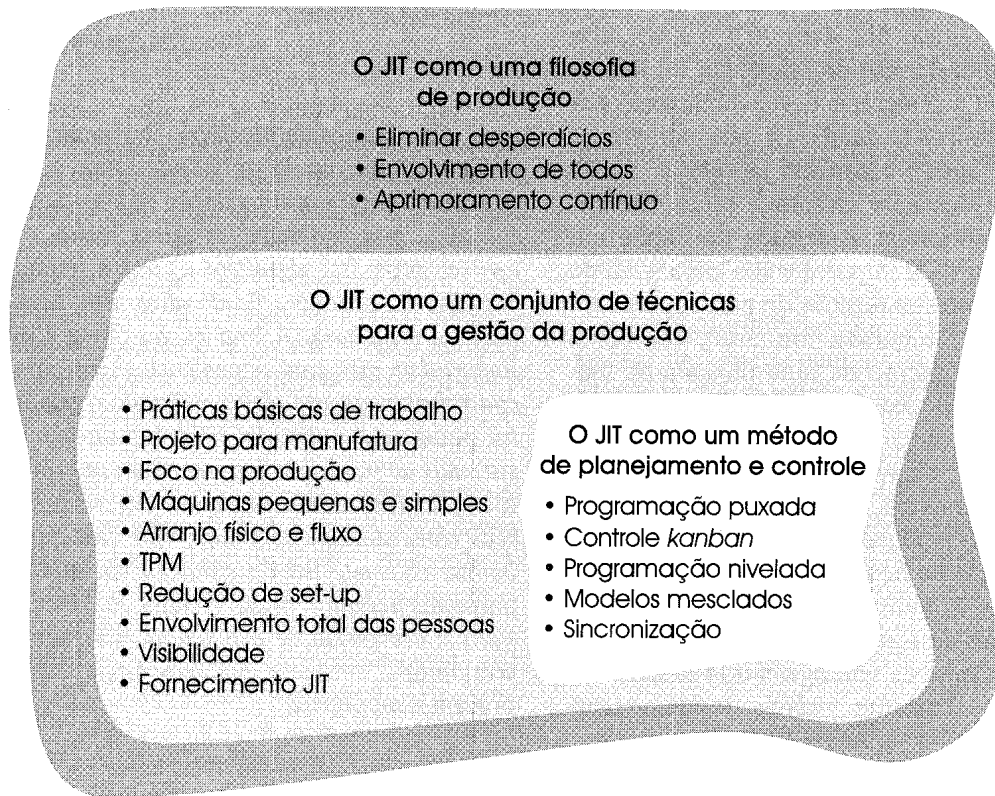 O JIT como uma filosofia
de produção
• Eliminar desperdícios
• Envolvimento de todos
• Aprimoramento contínuo
O JIT como um conjunto de técnicas
para a gestão da produção
• Práticas básicas de trabalho
• Projeto para manufatura
• Foco na produção
• Máquinas pequenas e simples
• Arranjo físico e fluxo
• TPM
• Redução de set-up
• Envolvimento total das pessoas
• Visibilidade
• Fornecimento JIT
O JIT como um método
de planejamento e controle
• Programação puxada
• Controle kanban
• Programação nivelada
• Modelos mesclados
• Sincronização